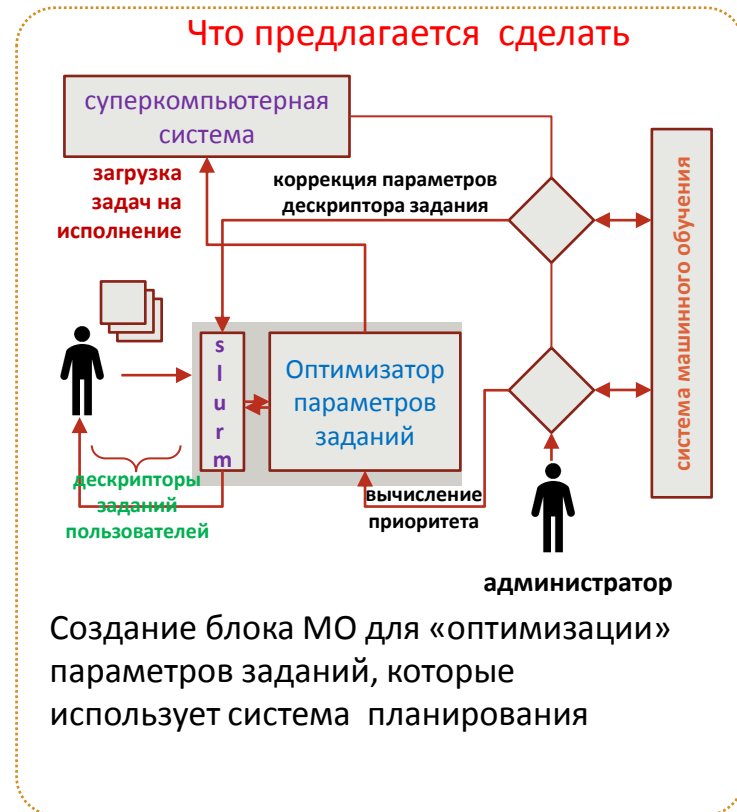 Что предлагается сделать
суперкомпьютерная
система
загрузка
задач на
исполнение
коррекция параметров
дескриптора задания
система машинного обучения
slurm
Оптимизатор
параметров
заданий
дескрипторы
заданий
пользователей
вычисление
приоритета
администратор
Создание блока МО для «оптимизации»
параметров заданий, которые
использует система планирования